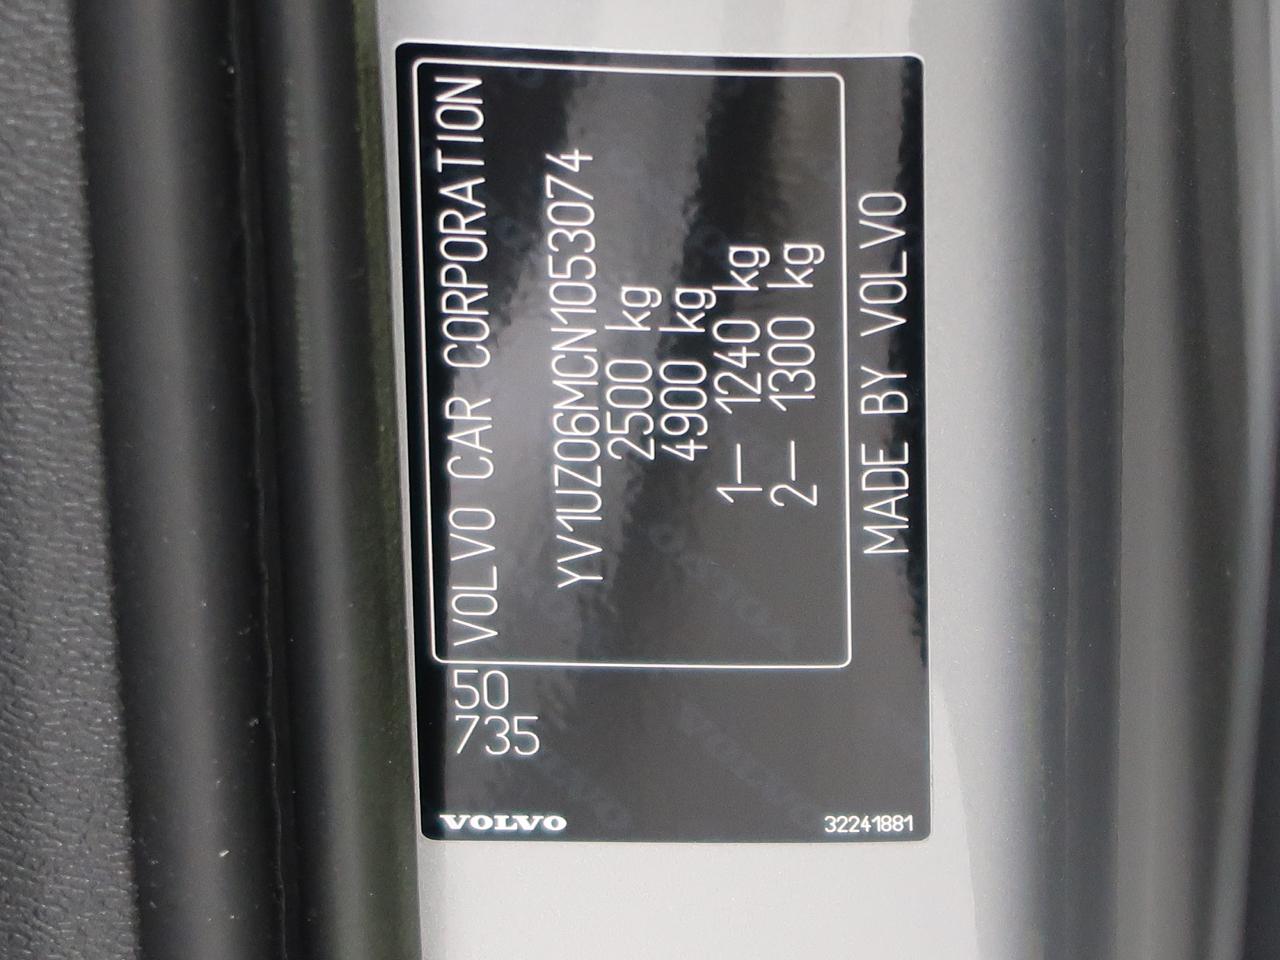 VOLVO
50
735
VOLVO CAR CORPORATION
YV1UZ06MCN1053074
2500 kg
4900 kg
1— 1240 kg
2— 1300 kg
MADE BY VOLVO
32241881